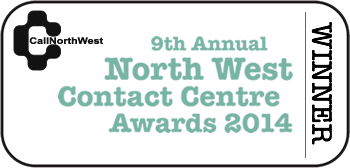 CallNorthWest
9th Annual
North West
Contact Centre
Awards 2014
WINNER